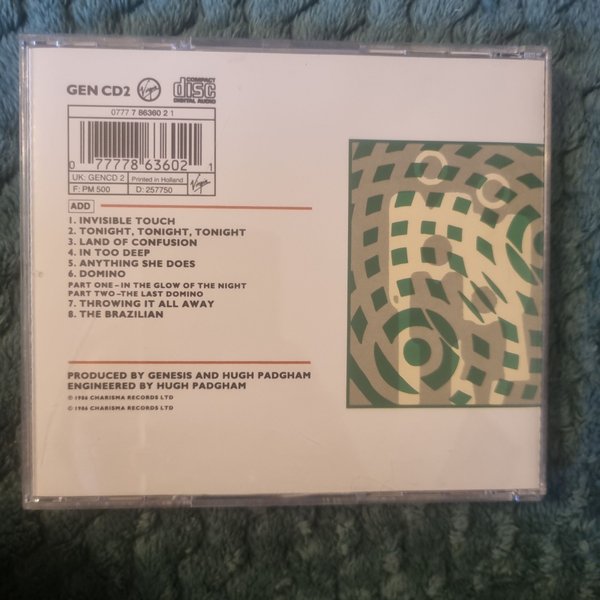 GEN CD2 Virgin COMPACT disc DIGITAL AUDIO
0777 7 86360 2 1
0 77778 63602 1
UK: GENCD 2 Printed in Holland
F: PM 500 D: 257750 Virgin
ADD
1. INVISIBLE TOUCH
2. TONIGHT, TONIGHT, TONIGHT
3. LAND OF CONFUSION
4. IN TOO DEEP
5. ANYTHING SHE DOES
6. DOMINO
PART ONE – IN THE GLOW OF THE NIGHT
PART TWO – THE LAST DOMINO
7. THROWING IT ALL AWAY
8. THE BRAZILIAN
PRODUCED BY GENESIS AND HUGH PADGHAM
ENGINEERED BY HUGH PADGHAM
℗ 1986 CHARISMA RECORDS LTD
© 1986 CHARISMA RECORDS LTD